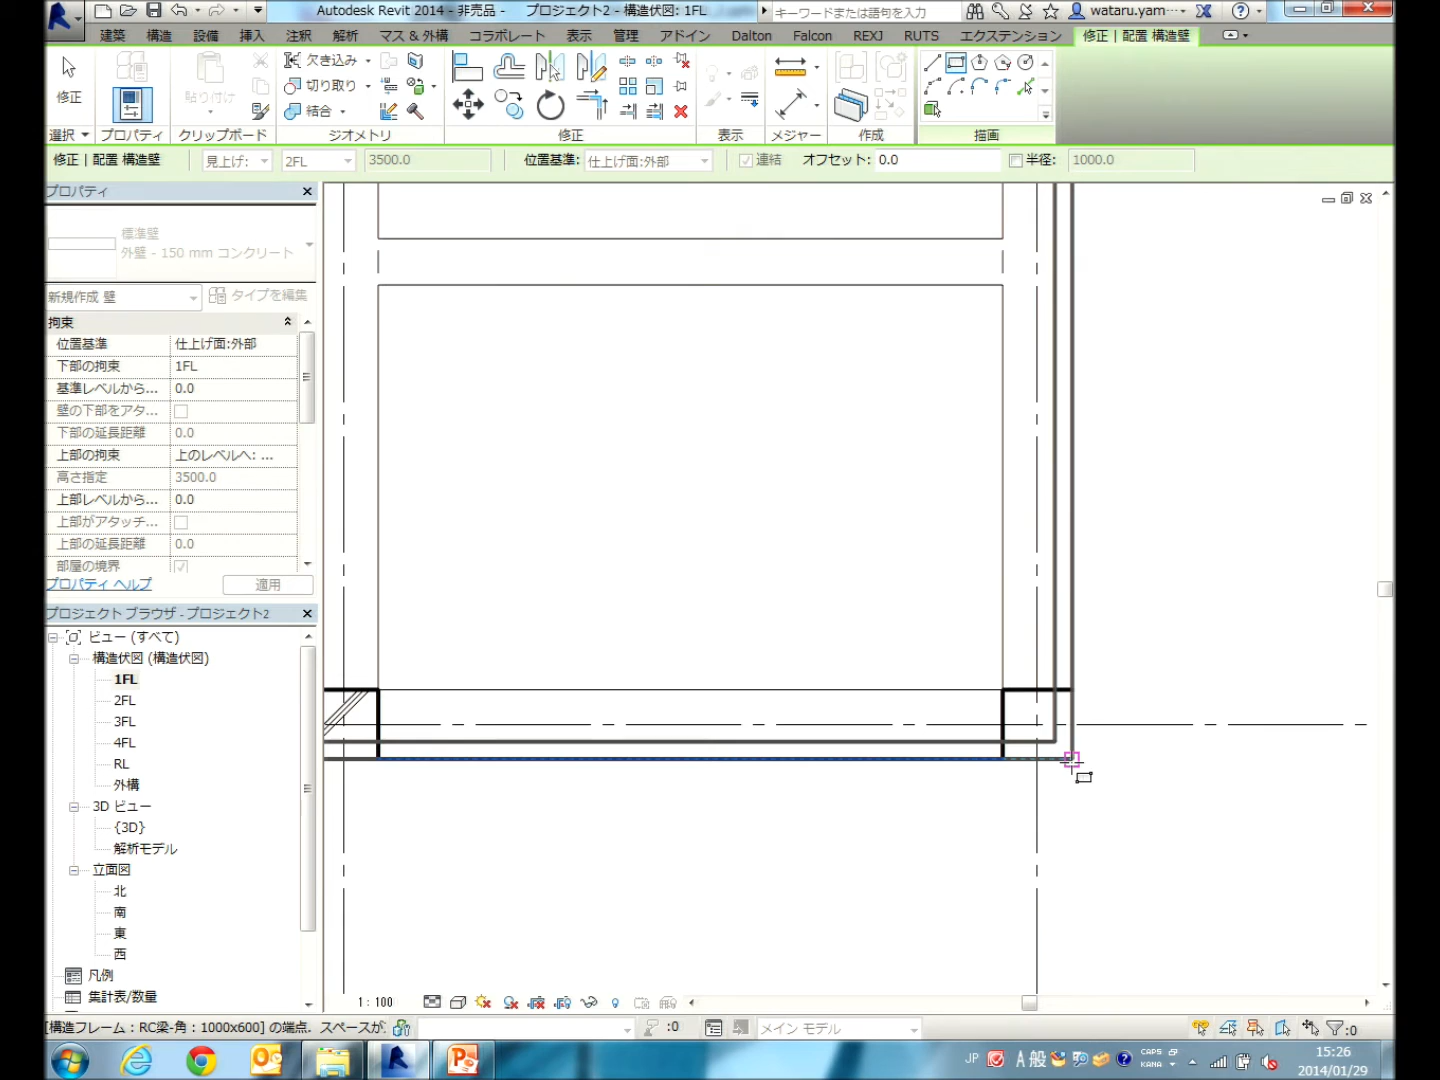 Autodesk Revit 2014 - 非売品 - プロジェクト2 - 構造伏図: 1FL
キーワードまたは語句を入力
wataru.yam…
建築 構造 設備 挿入 注釈 解析 マス & 外構 コラボレート 表示 管理 アドイン Dalton Falcon REXJ RUTS エクステンション 修正 | 配置 構造壁
修正 貼り付け 欠き込み 切り取り 結合
選択 プロパティ クリップボード ジオメトリ 修正 表示 メジャー 作成 描画
修正 | 配置 構造壁 見上げ: 2FL 3500.0 位置基準: 仕上げ面:外部 連結 オフセット: 0.0 半径: 1000.0
プロパティ
標準壁
外壁 - 150 mm コンクリート
新規作成 壁 タイプを編集
拘束
位置基準 仕上げ面:外部
下部の拘束 1FL
基準レベルから... 0.0
壁の下部をアタ...
下部の延長距離 0.0
上部の拘束 上のレベルへ: ...
高さ指定 3500.0
上部レベルから... 0.0
上部がアタッチ...
上部の延長距離 0.0
部屋の境界
プロパティ ヘルプ 適用
プロジェクト ブラウザ - プロジェクト2
ビュー (すべて)
構造伏図 (構造伏図)
1FL
2FL
3FL
4FL
RL
外構
3D ビュー
{3D}
解析モデル
立面図
北
南
東
西
凡例
集計表/数量
1 : 100
[構造フレーム : RC梁-角 : 1000x600] の端点. スペースが
:0 メイン モデル :0
JP A 般 CAPS KANA
15:26
2014/01/29